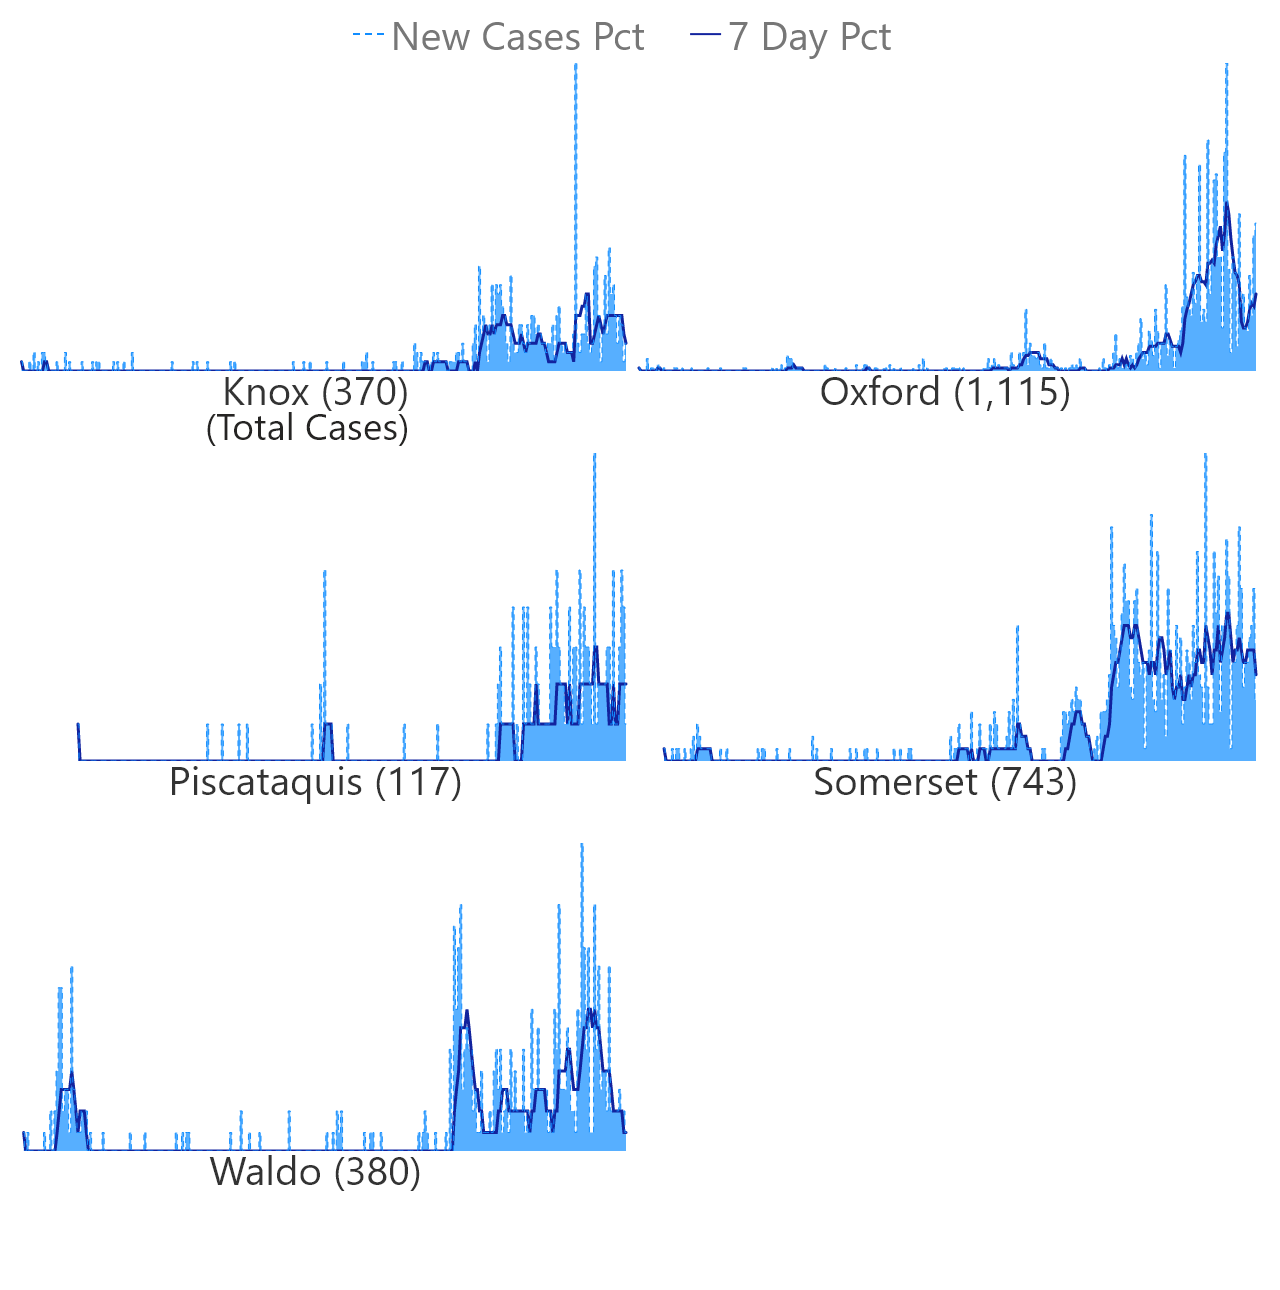 New Cases Pct 7 Day Pct
Knox (370) Oxford (1,115)
(Total Cases)
Piscataquis (117) Somerset (743)
Waldo (380)